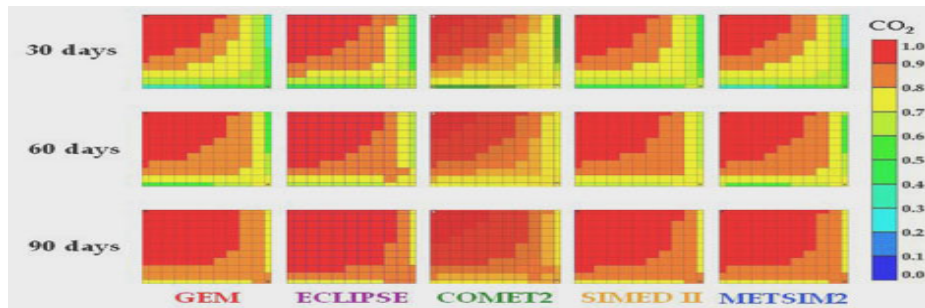 CO2
30 days
1.0
0.9
0.8
0.7
0.6
60 days
0.5
0.4
0.3
0.2
90 days
0.1
0.0
GEM ECLIPSE COMET2 SIMED II METSIM2